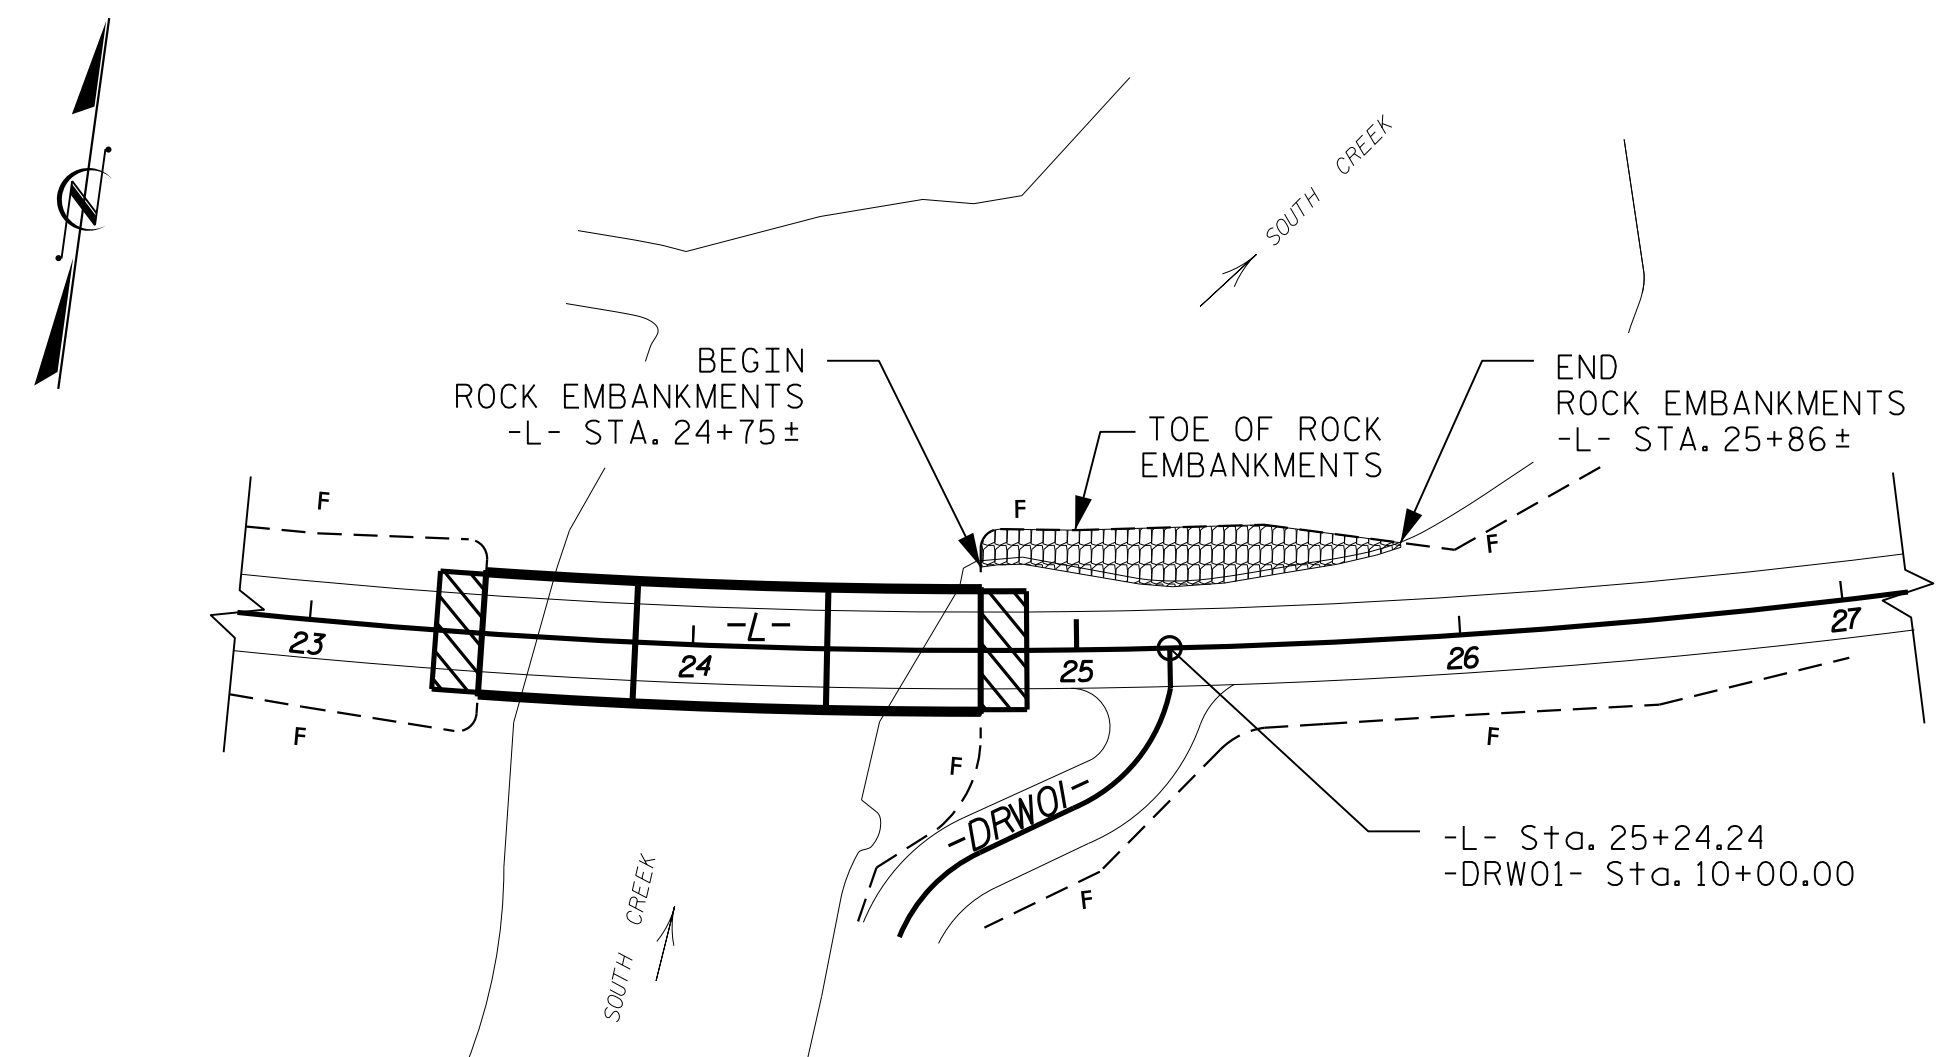 N
SOUTH CREEK
BEGIN
ROCK EMBANKMENTS
-L- STA. 24+75±
END
ROCK EMBANKMENTS
-L- STA. 25+86±
TOE OF ROCK
EMBANKMENTS
F
F
F
23
-L-
24
25
26
27
F
F
F
-DRW01-
-L- Sta. 25+24.24
-DRW01- Sta. 10+00.00
F
SOUTH CREEK